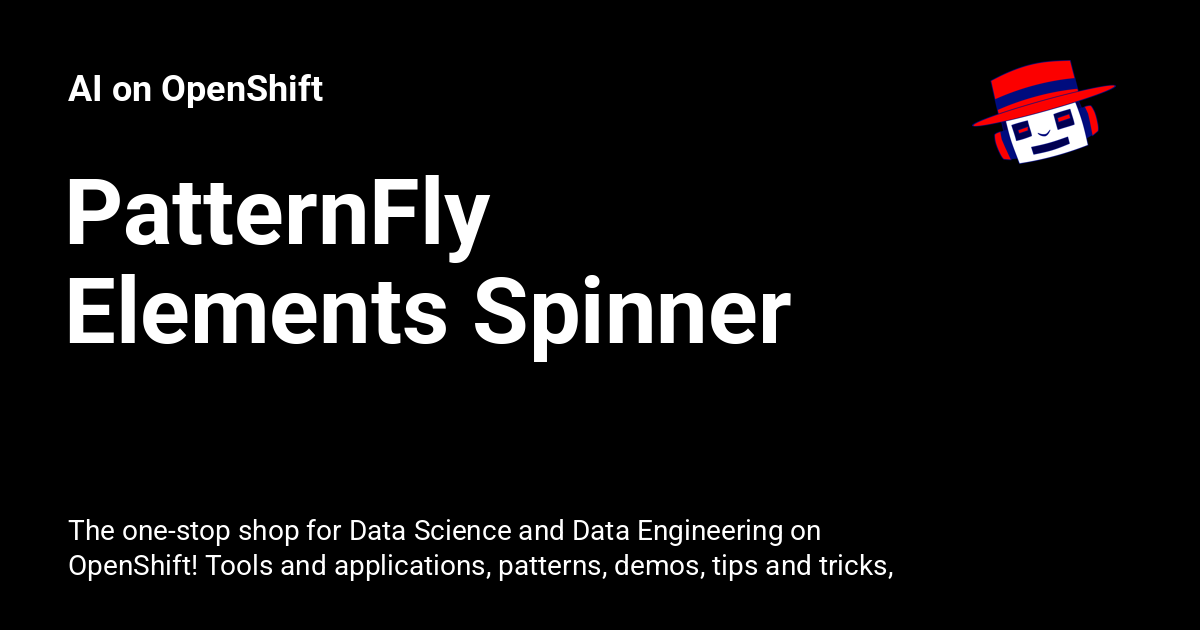 AI on OpenShift
PatternFly
Elements Spinner
The one-stop shop for Data Science and Data Engineering on
OpenShift! Tools and applications, patterns, demos, tips and tricks,